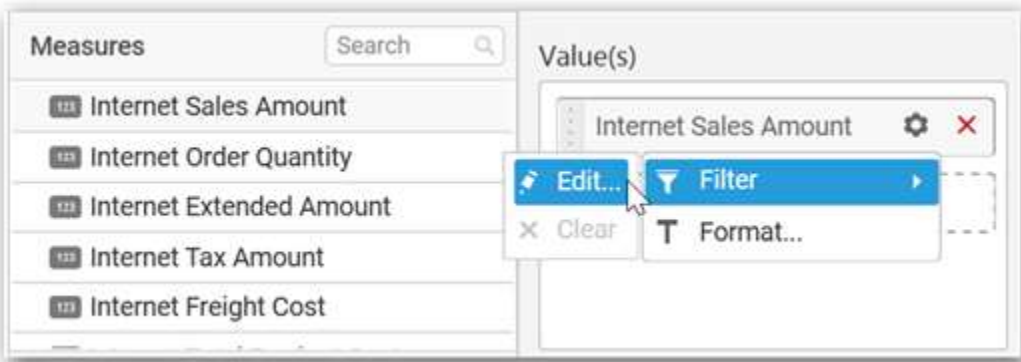 Measures
Search
Internet Sales Amount
Internet Order Quantity
Internet Extended Amount
Internet Tax Amount
Internet Freight Cost
Value(s)
Internet Sales Amount
Edit...
Clear
Filter
Format...